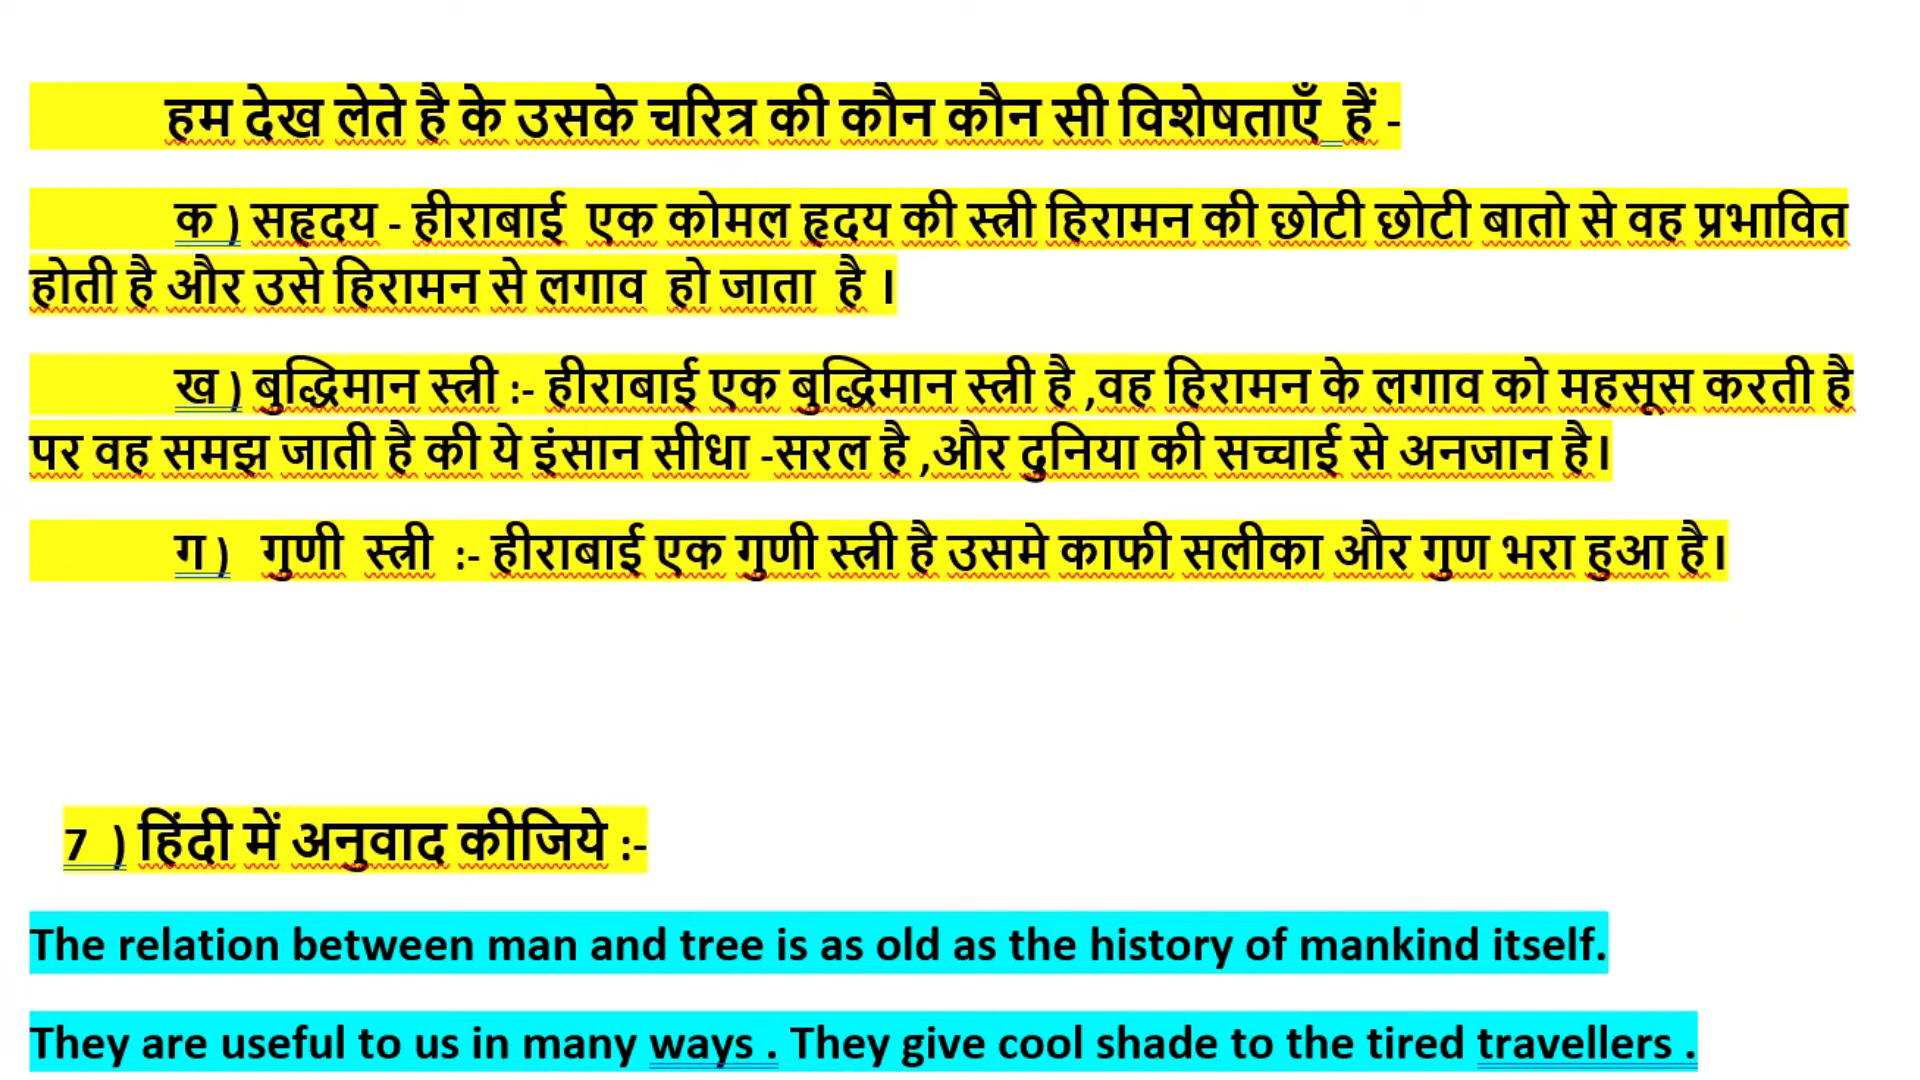 हम देख लेते है के उसके चरित्र की कौन कौन सी विशेषताएँ  हैं -
क ) सहृदय - हीराबाई  एक कोमल हृदय की स्त्री हिरामन की छोटी छोटी बातो से वह प्रभावित
होती है और उसे हिरामन से लगाव  हो जाता  है ।
ख ) बुद्धिमान स्त्री :- हीराबाई एक बुद्धिमान स्त्री है ,वह हिरामन के लगाव को महसूस करती है
पर वह समझ जाती है की ये इंसान सीधा -सरल है ,और दुनिया की सच्चाई से अनजान है।
ग )   गुणी  स्त्री  :- हीराबाई एक गुणी स्त्री है उसमे काफी सलीका और गुण भरा हुआ है।
7  ) हिंदी में अनुवाद कीजिये :-
The relation between man and tree is as old as the history of mankind itself.
They are useful to us in many ways . They give cool shade to the tired travellers .